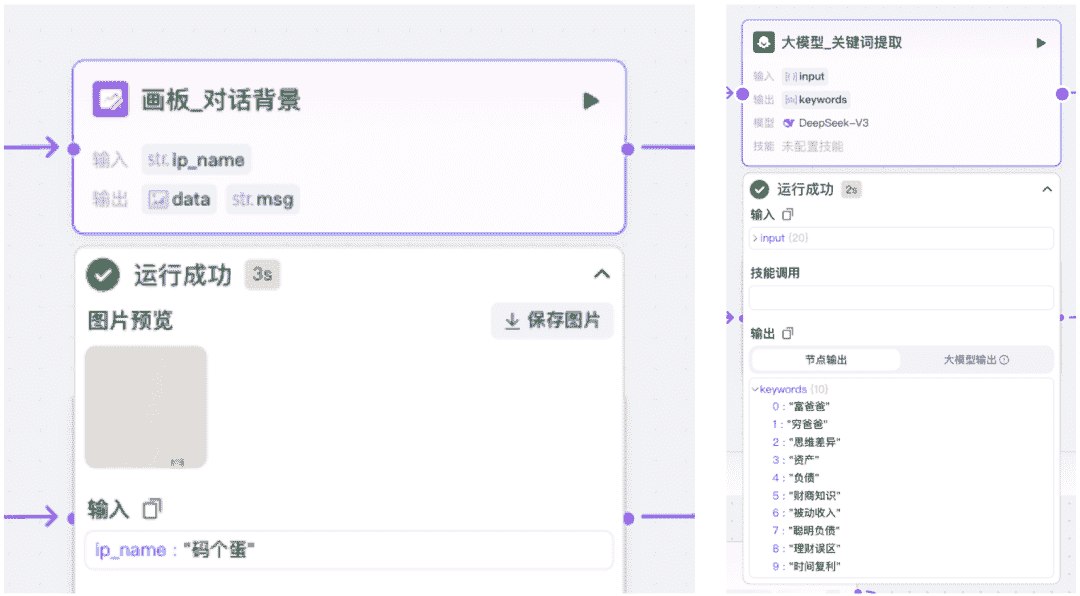 画板_对话背景
输入 str.ip_name
输出 data str.msg
运行成功 3s
图片预览 保存图片
输入
ip_name : "码个蛋"
大模型_关键词提取
输入 input
输出 keywords
模型 DeepSeek-V3
技能 未配置技能
运行成功 2s
输入
input (20)
技能调用
输出
节点输出 大模型输出
keywords (10)
0 : "富爸爸"
1 : "穷爸爸"
2 : "思维差异"
3 : "资产"
4 : "负债"
5 : "财商知识"
6 : "被动收入"
7 : "聪明负债"
8 : "理财误区"
9 : "时间复利"